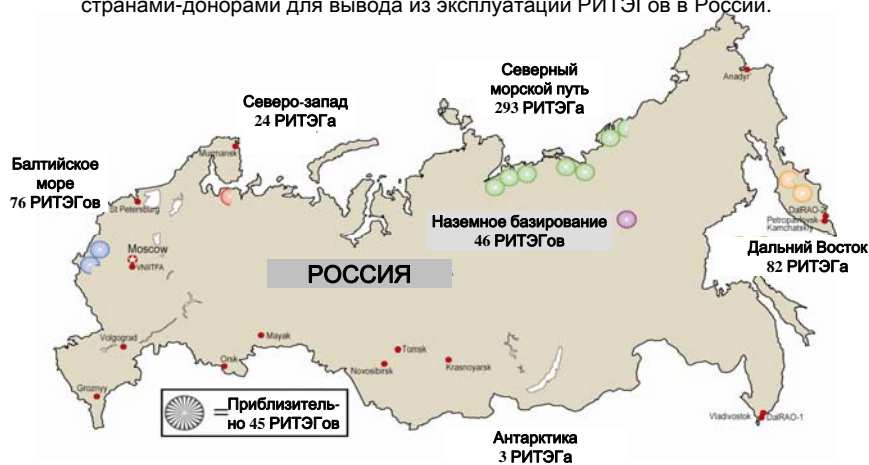 странами-донорами для вывода из эксплуатации РИТЭГов в России.
Северный
морской путь
293 РИТЭГа
Anadyr
Северо-запад
24 РИТЭГа
Murmansk
Балтийское
море
76 РИТЭГов
St Petersburg
DalRAO-2
Petropavlovsk
Kamchatskiy
Наземное базирование
46 РИТЭГов
Moscow
VNIITFA
Дальний Восток
82 РИТЭГа
РОССИЯ
Volgograd
Mayak
Tomsk
Orsk
Novosibirsk
Krasnoyarsk
Groznyy
=Приблизитель-
но 45 РИТЭГов
Vladivostok
DalRAO-1
Антарктика
3 РИТЭГа